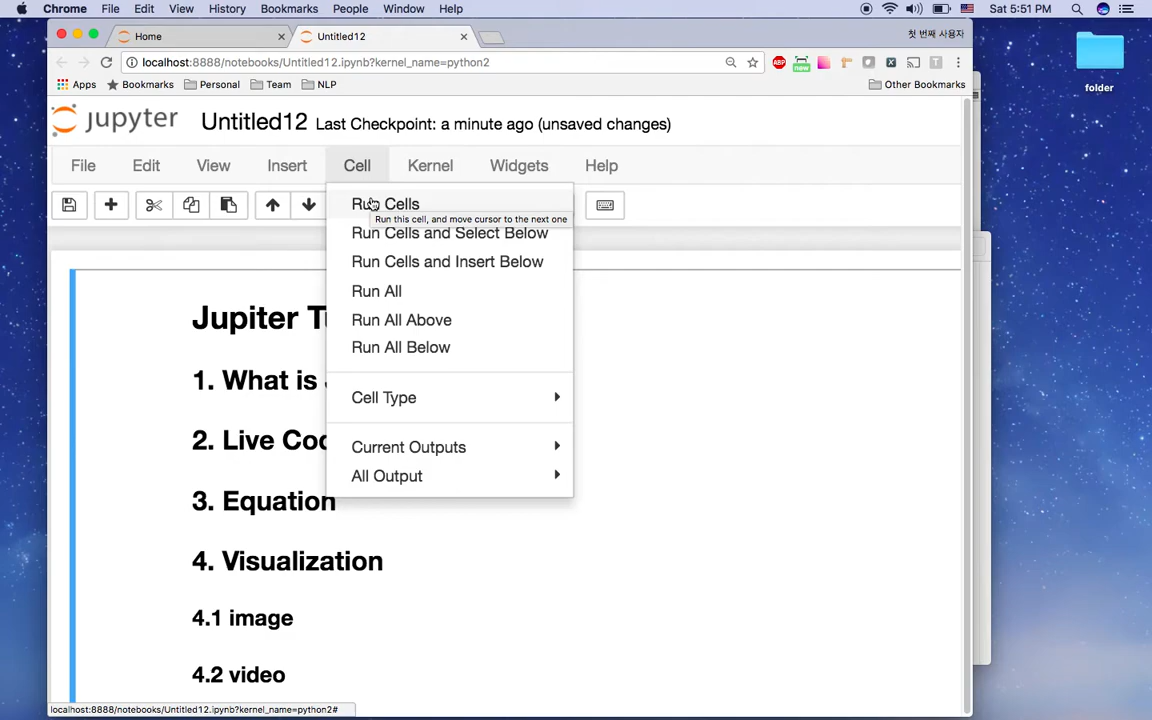 Chrome File Edit View History Bookmarks People Window Help Sat 5:51 PM
Home Untitled12 첫 번째 사용자
localhost:8888/notebooks/Untitled12.ipynb?kernel_name=python2
Apps Bookmarks Personal Team NLP Other Bookmarks
folder
jupyter Untitled12 Last Checkpoint: a minute ago (unsaved changes)
File Edit View Insert Cell Kernel Widgets Help
Run Cells
Run this cell, and move cursor to the next one
Run Cells and Select Below
Run Cells and Insert Below
Run All
Run All Above
Run All Below
Cell Type
Current Outputs
All Output
Jupiter T
1. What is
2. Live Co
3. Equation
4. Visualization
4.1 image
4.2 video
localhost:8888/notebooks/Untitled12.ipynb?kernel_name=python2#